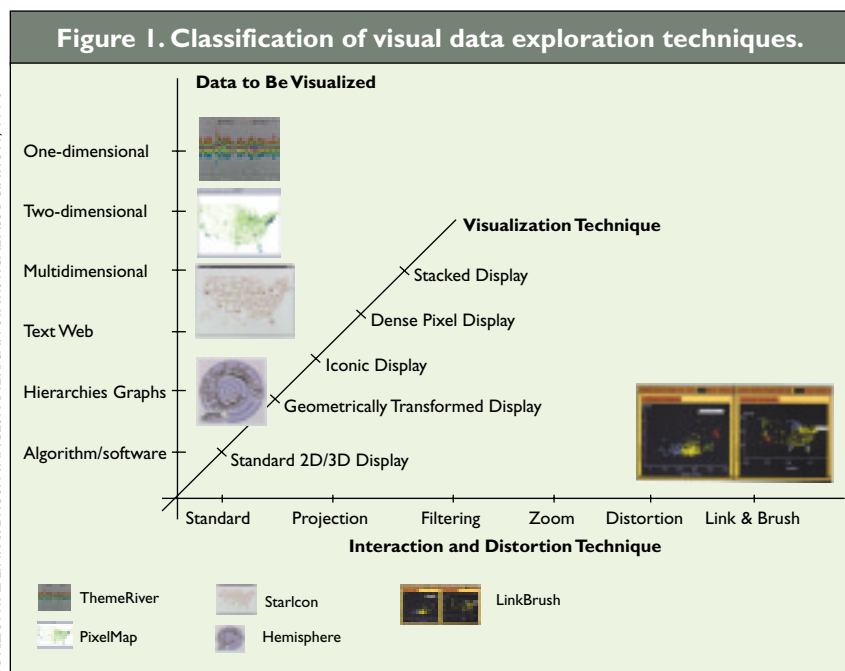 Figure 1. Classification of visual data exploration techniques.
Data to Be Visualized
One-dimensional
Two-dimensional
Visualization Technique
Multidimensional
Stacked Display
Dense Pixel Display
Text Web
Iconic Display
Hierarchies Graphs
Geometrically Transformed Display
Algorithm/software
Standard 2D/3D Display
Standard Projection Filtering Zoom Distortion Link & Brush
Interaction and Distortion Technique
ThemeRiver StarIcon LinkBrush
PixelMap Hemisphere